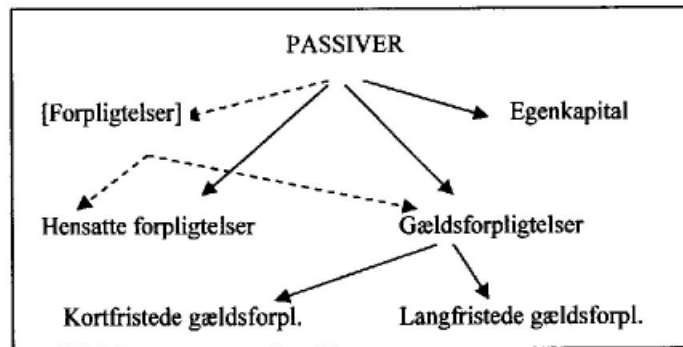 PASSIVER
[Forpligtelser] Egenkapital
Hensatte forpligtelser Gældsforpligtelser
Kortfristede gældsforpl. Langfristede gældsforpl.